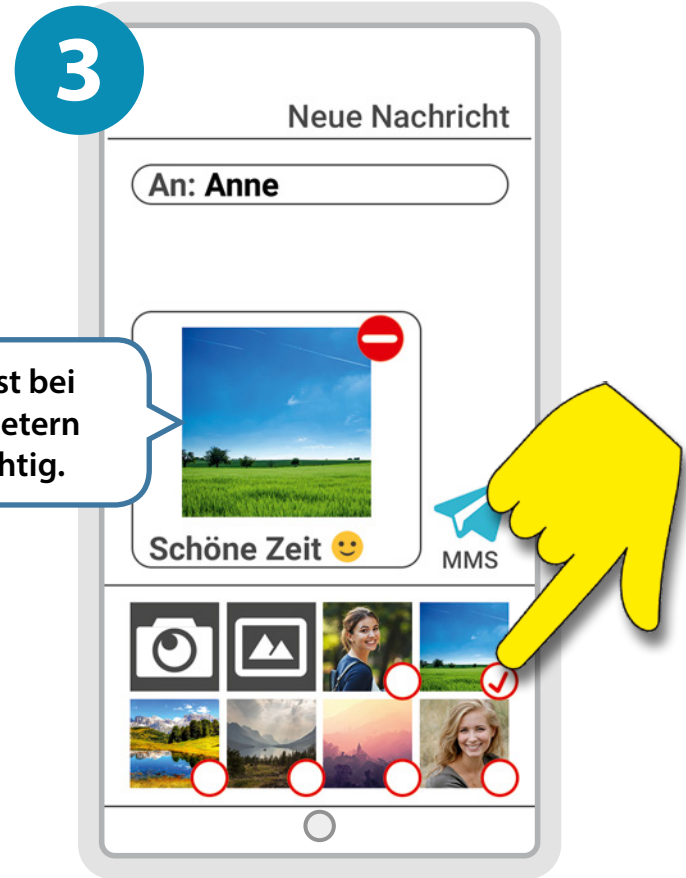 3
Neue Nachricht
An: Anne
st bei
etern
htig.
Schöne Zeit 🙂
MMS